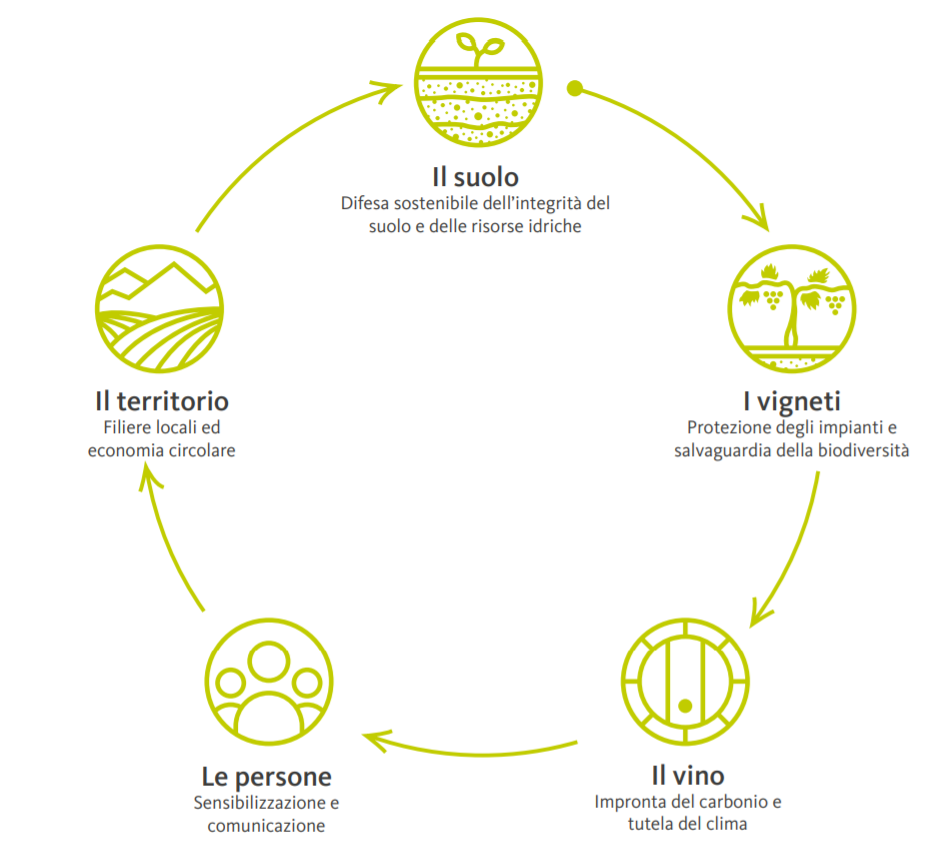 Il suolo
Difesa sostenibile dell'integrità del
suolo e delle risorse idriche
I vigneti
Protezione degli impianti e
salvaguardia della biodiversità
Il vino
Impronta del carbonio e
tutela del clima
Le persone
Sensibilizzazione e
comunicazione
Il territorio
Filiere locali ed
economia circolare